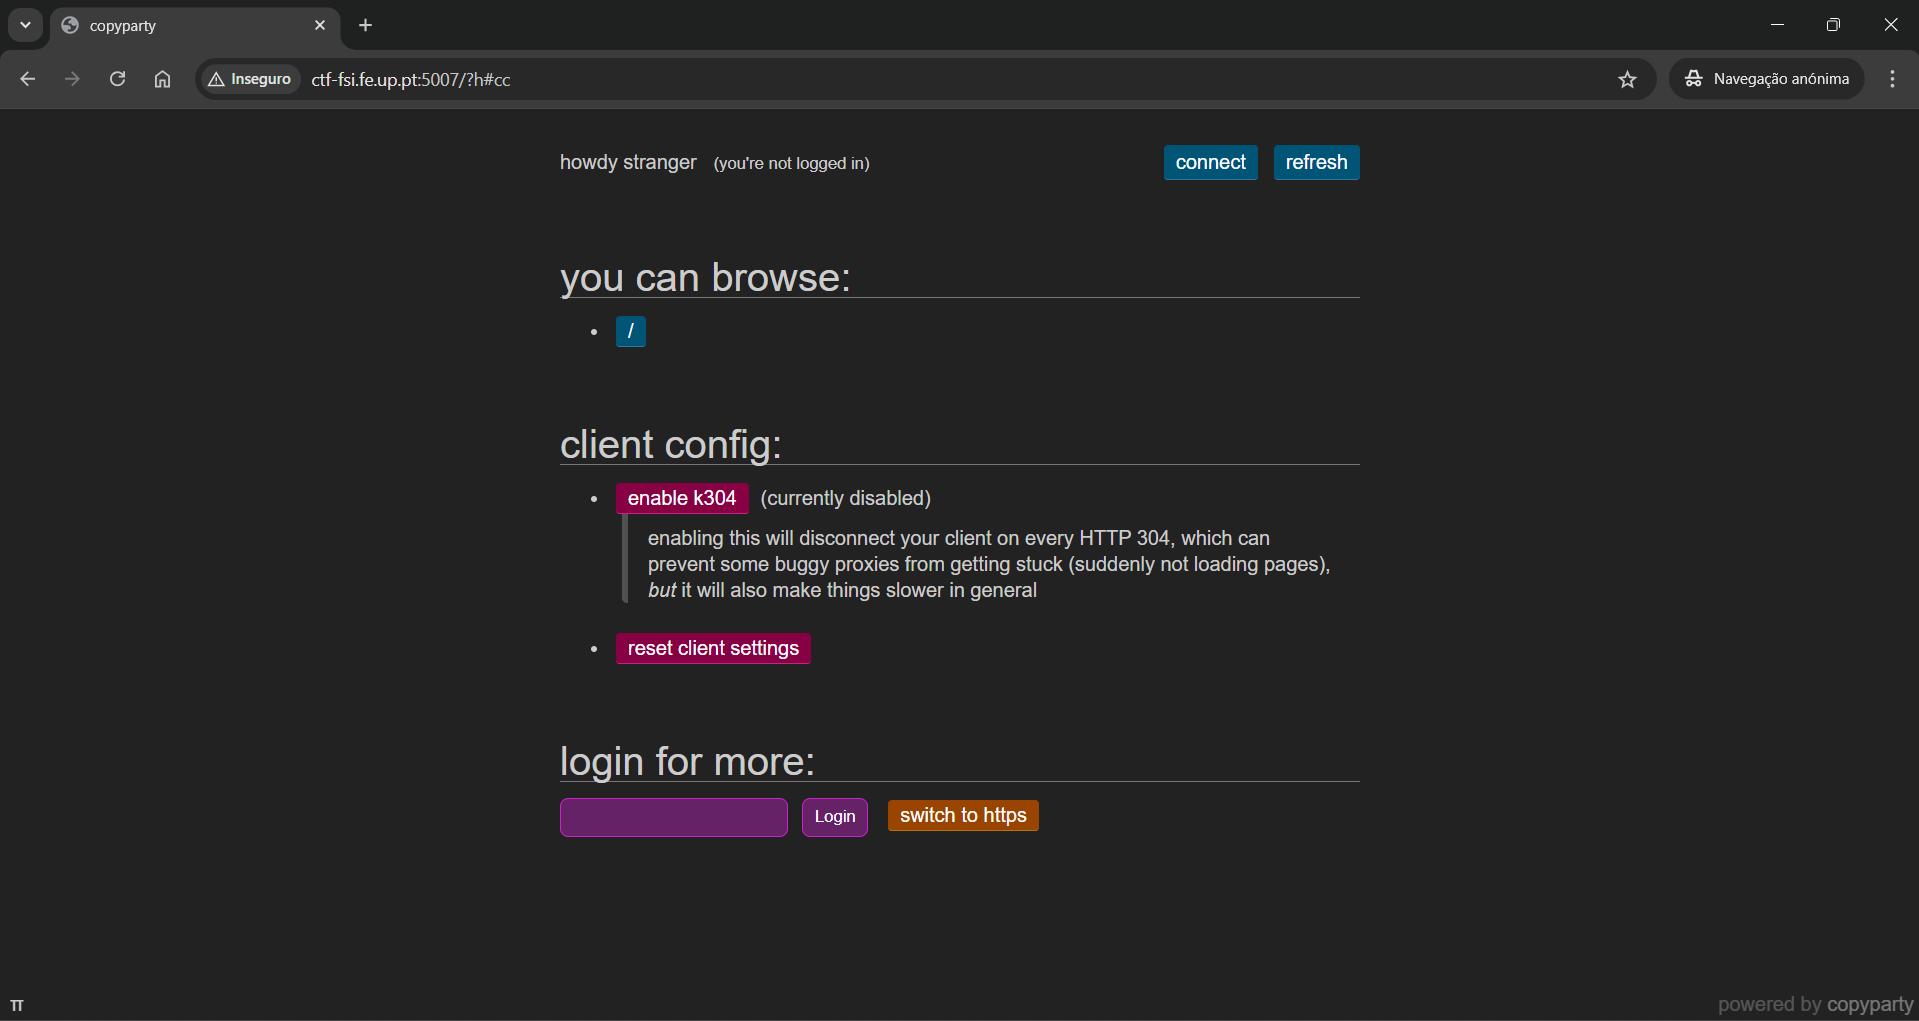 copyparty
Inseguro ctf-fsi.fe.up.pt:5007/?h#cc Navegação anónima
howdy stranger (you're not logged in) connect refresh
you can browse:
/
client config:
enable k304 (currently disabled)
enabling this will disconnect your client on every HTTP 304, which can
prevent some buggy proxies from getting stuck (suddenly not loading pages),
but it will also make things slower in general
reset client settings
login for more:
Login switch to https
π powered by copyparty